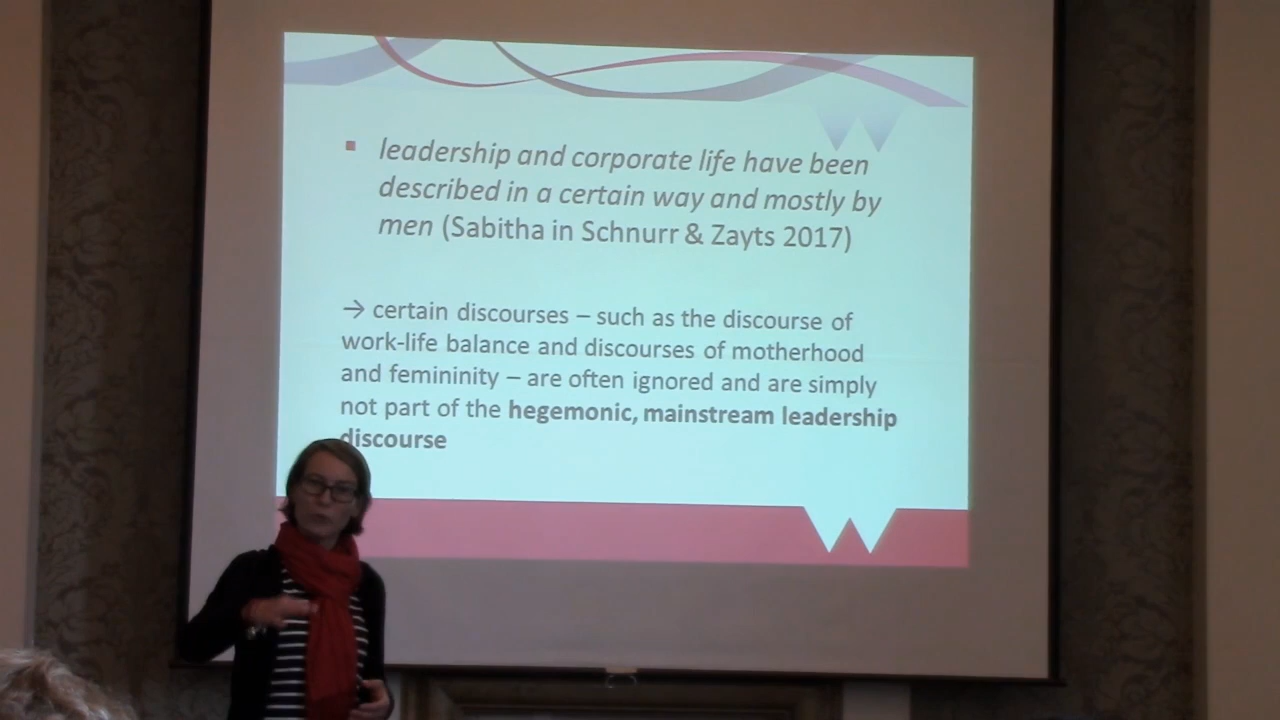 ▪ leadership and corporate life have been
described in a certain way and mostly by
men (Sabitha in Schnurr & Zayts 2017)
→ certain discourses – such as the discourse of
work-life balance and discourses of motherhood
and femininity – are often ignored and are simply
not part of the hegemonic, mainstream leadership
discourse